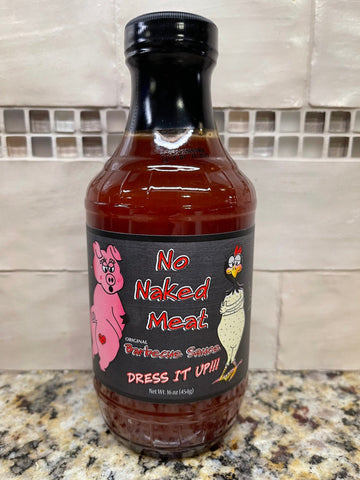 No
Naked
Meat
ORIGINAL
Barbecue Sauce
DRESS IT UP!!!
Net Wt. 16 oz (454g)